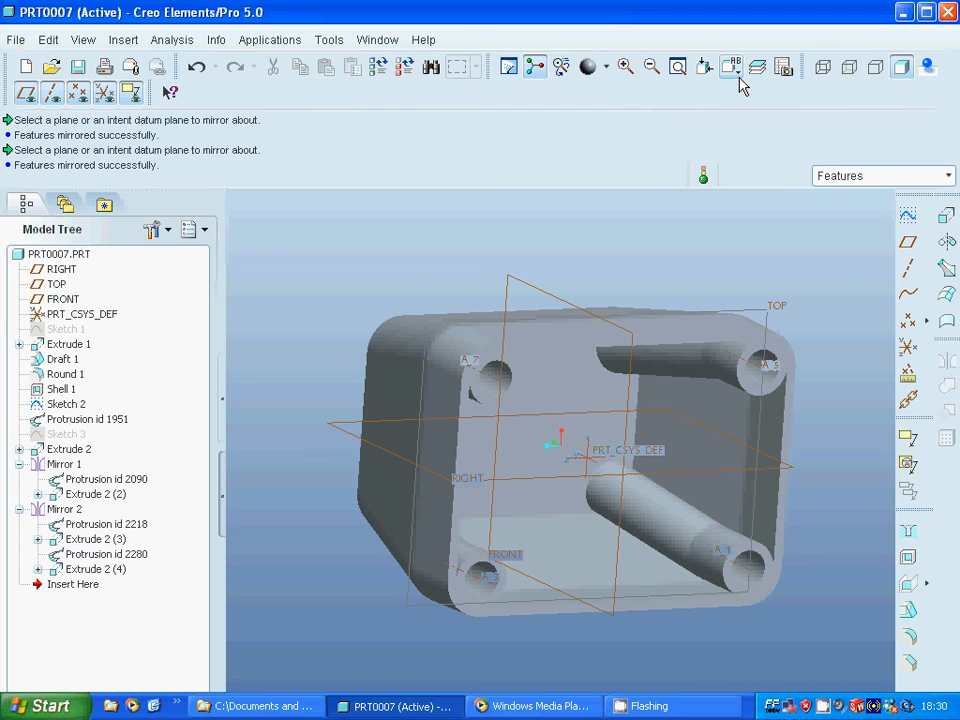 PRT0007 (Active) - Creo Elements/Pro 5.0
File Edit View Insert Analysis Info Applications Tools Window Help
Select a plane or an intent datum plane to mirror about.
Features mirrored successfully.
Select a plane or an intent datum plane to mirror about.
Features mirrored successfully.
Features
Model Tree
PRT0007.PRT
RIGHT
TOP
FRONT
PRT_CSYS_DEF
Sketch 1
Extrude 1
Draft 1
Round 1
Shell 1
Sketch 2
Protrusion id 1951
Sketch 3
Extrude 2
Mirror 1
Protrusion id 2090
Extrude 2 (2)
Mirror 2
Protrusion id 2218
Extrude 2 (3)
Protrusion id 2280
Extrude 2 (4)
Insert Here
TOP
A_7
A_5
PRT_CSYS_DEF
RIGHT
FRONT
A_1
A_3
Start
C:\Documents and ...
PRT0007 (Active) -...
Windows Media Pla...
Flashing
18:30